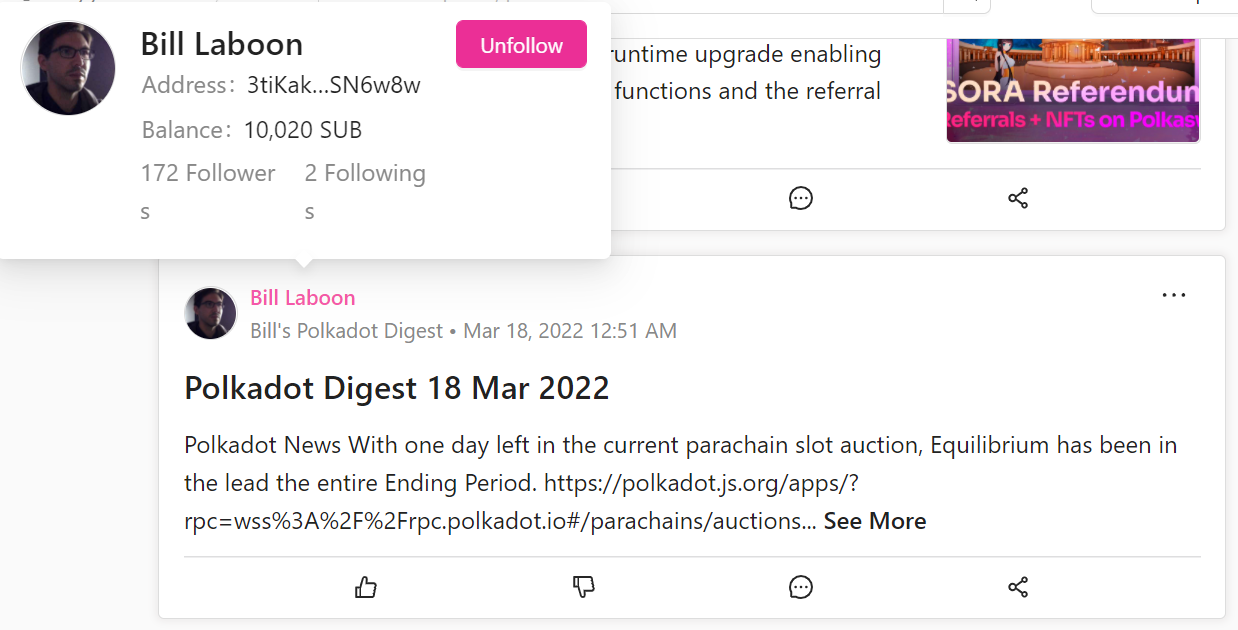 Bill Laboon
Unfollow
Address: 3tiKak...SN6w8w
Balance: 10,020 SUB
172 Follower
s
2 Following
s
runtime upgrade enabling
functions and the referral
SORA Referendum
Referrals + NFTs on Polkasw
Bill Laboon
Bill's Polkadot Digest • Mar 18, 2022 12:51 AM
Polkadot Digest 18 Mar 2022
Polkadot News With one day left in the current parachain slot auction, Equilibrium has been in
the lead the entire Ending Period. https://polkadot.js.org/apps/?
rpc=wss%3A%2F%2Frpc.polkadot.io#/parachains/auctions... See More